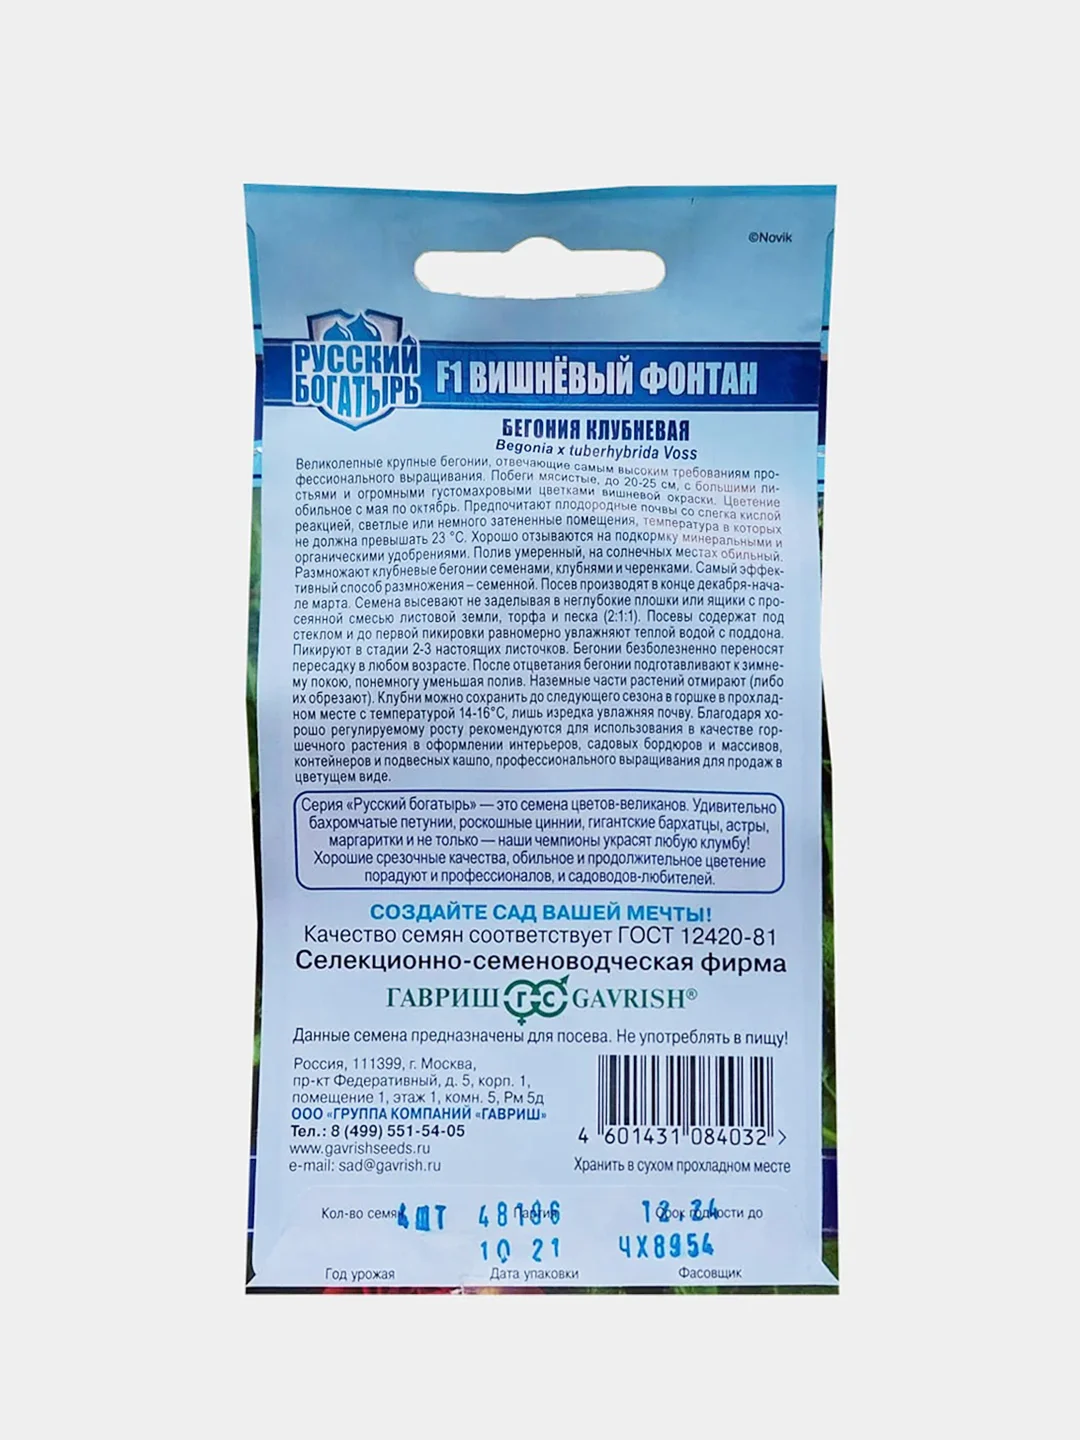 ©Novik
РУССКИЙ
БОГАТЫРЬ
F1 ВИШНЁВЫЙ ФОНТАН
БЕГОНИЯ КЛУБНЕВАЯ
Begonia x tuberhybrida Voss
Великолепные крупные бегонии, отвечающие самым высоким требованиям про-
фессионального выращивания. Побеги мясистые, до 20-25 см, с большими ли-
стьями и огромными густомахровыми цветками вишневой окраски. Цветение
обильное с мая по октябрь. Предпочитают плодородные почвы со слегка кислой
реакцией, светлые или немного затененные помещения, температура в которых
не должна превышать 23 °С. Хорошо отзываются на подкормку минеральными и
органическими удобрениями. Полив умеренный, на солнечных местах обильный.
Размножают клубневые бегонии семенами, клубнями и черенками. Самый эффек-
тивный способ размножения – семенной. Посев производят в конце декабря-нача-
ле марта. Семена высевают не заделывая в неглубокие плошки или ящики с про-
сеянной смесью листовой земли, торфа и песка (2:1:1). Посевы содержат под
стеклом и до первой пикировки равномерно увлажняют теплой водой с поддона.
Пикируют в стадии 2-3 настоящих листочков. Бегонии безболезненно переносят
пересадку в любом возрасте. После отцветания бегонии подготавливают к зимне-
му покою, понемногу уменьшая полив. Наземные части растений отмирают (либо
их обрезают). Клубни можно сохранить до следующего сезона в горшке в прохлад-
ном месте с температурой 14-16°С, лишь изредка увлажняя почву. Благодаря хо-
рошо регулируемому росту рекомендуются для использования в качестве гор-
шечного растения в оформлении интерьеров, садовых бордюров и массивов,
контейнеров и подвесных кашпо, профессионального выращивания для продаж в
цветущем виде.
Серия «Русский богатырь» — это семена цветов-великанов. Удивительно
бахромчатые петунии, роскошные циннии, гигантские бархатцы, астры,
маргаритки и не только — наши чемпионы украсят любую клумбу!
Хорошие срезочные качества, обильное и продолжительное цветение
порадуют и профессионалов, и садоводов-любителей.
СОЗДАЙТЕ САД ВАШЕЙ МЕЧТЫ!
Качество семян соответствует ГОСТ 12420-81
Селекционно-семеноводческая фирма
ГАВРИШ Г-С GAVRISH®
Данные семена предназначены для посева. Не употреблять в пищу!
Россия, 111399, г. Москва,
пр-кт Федеративный, д. 5, корп. 1,
помещение 1, этаж 1, комн. 5, Рм 5д
ООО «ГРУППА КОМПАНИЙ «ГАВРИШ»
Тел.: 8 (499) 551-54-05
www.gavrishseeds.ru
e-mail: sad@gavrish.ru
4 601431 084032 >
Хранить в сухом прохладном месте
Кол-во семян 4 ШТ Партия 48196 Срок годности до 12.24
10 21 ЧХ8954
Год урожая Дата упаковки Фасовщик